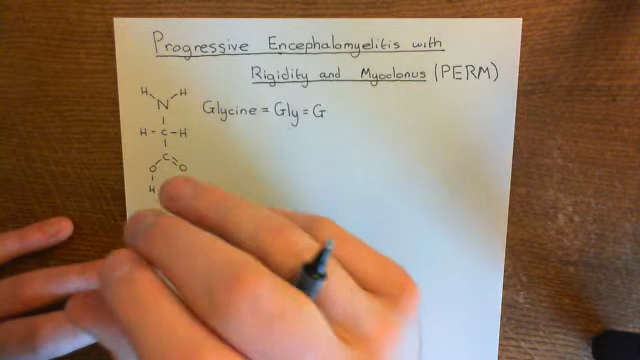 Progressive Encephalomyelitis with
Rigidity and Myoclonus (PERM)
H H
N
Glycine = Gly = G
H - C - H
C
O O
H